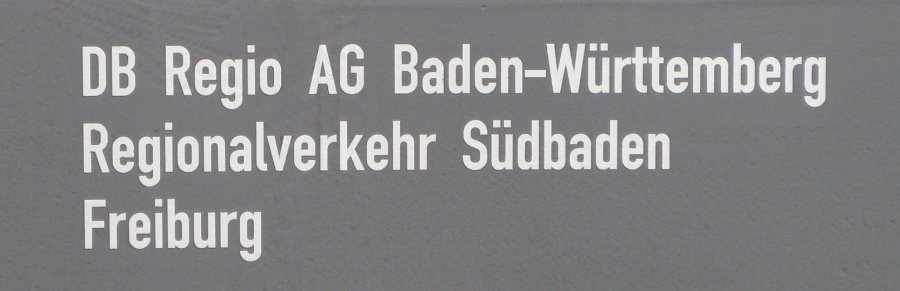 DB Regio AG Baden-Württemberg
Regionalverkehr Südbaden
Freiburg